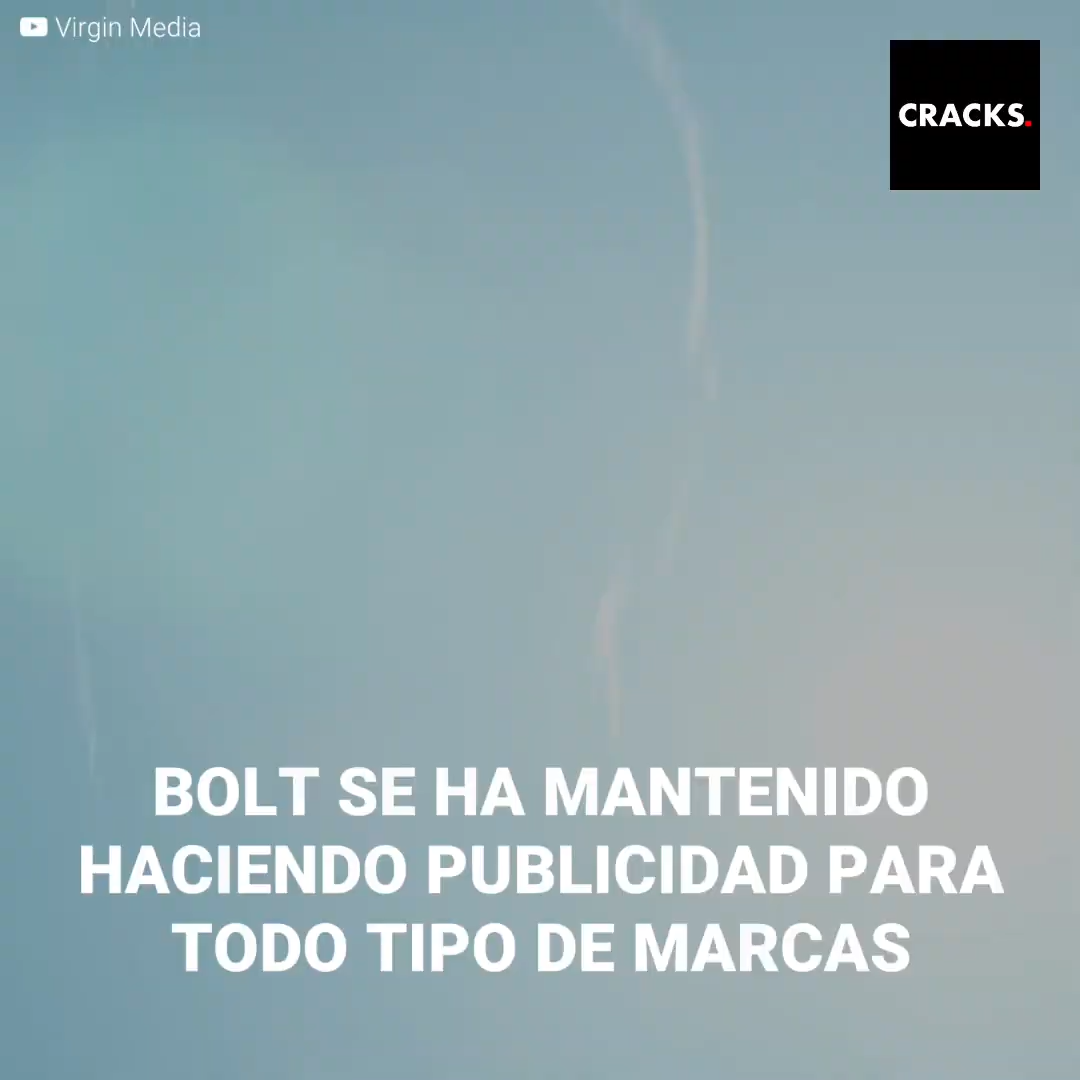 Virgin Media
CRACKS.
BOLT SE HA MANTENIDO
HACIENDO PUBLICIDAD PARA
TODO TIPO DE MARCAS